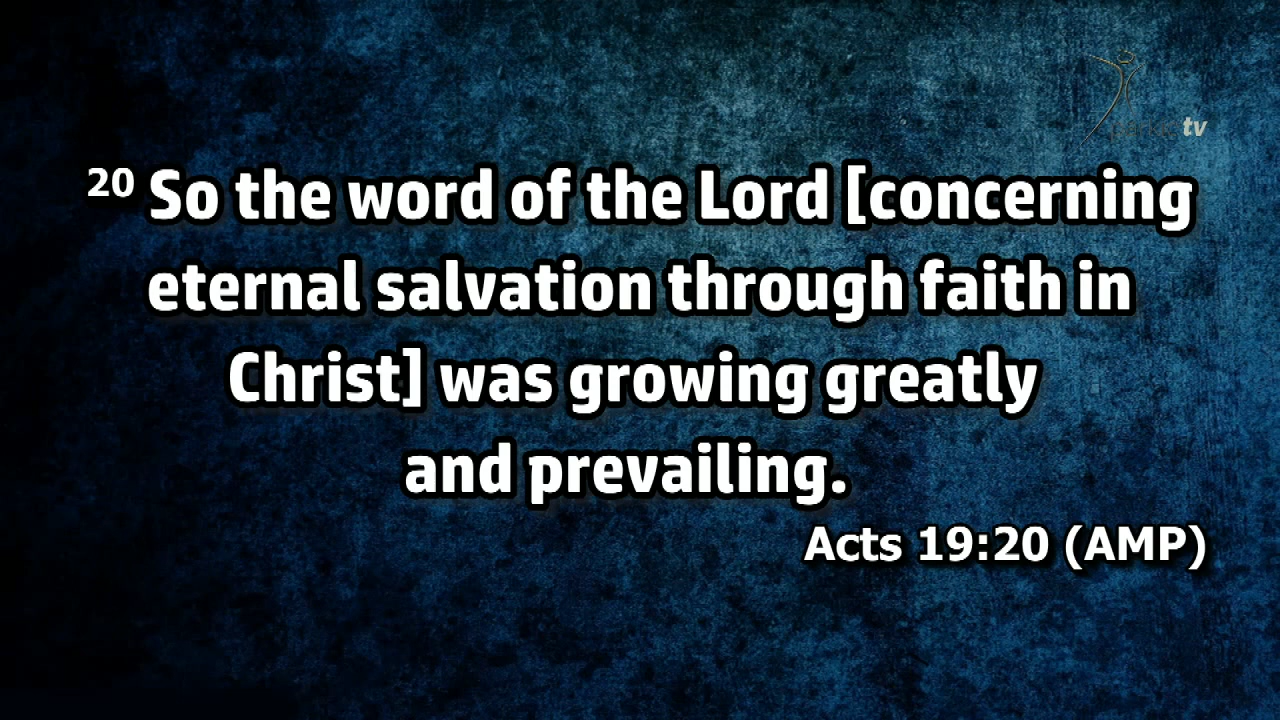 tv
20 So the word of the Lord [concerning
eternal salvation through faith in
Christ] was growing greatly
and prevailing.
Acts 19:20 (AMP)